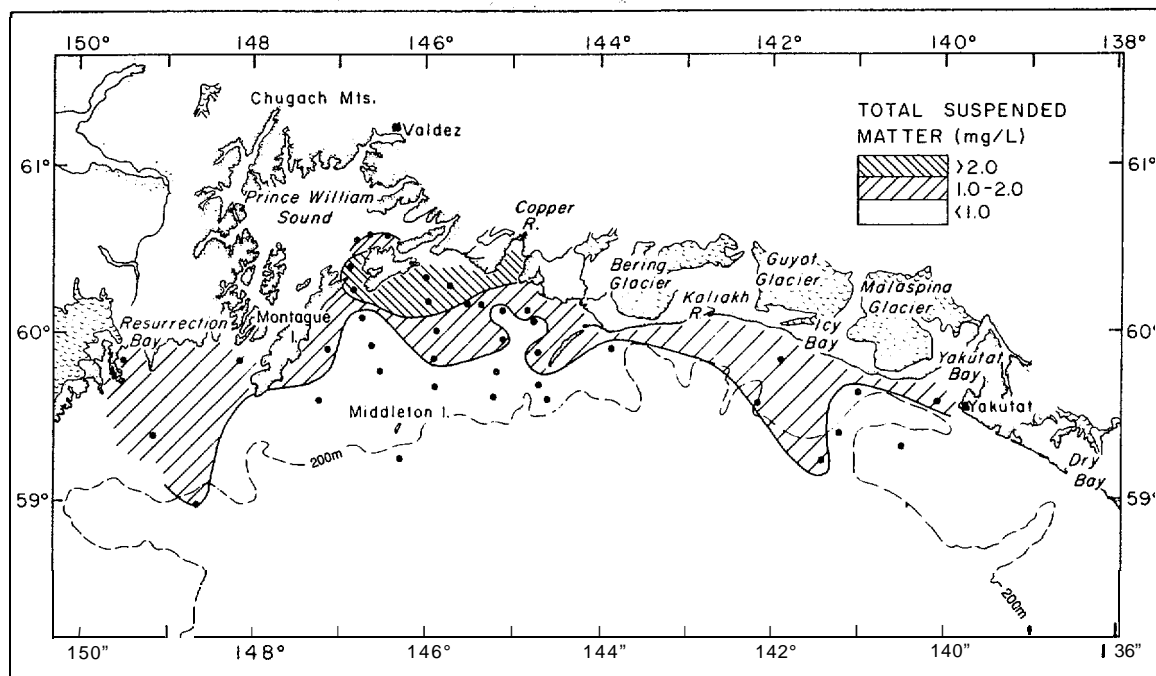 150° 148° 146° 144° 142° 140° 138°
Chugach Mts.
Valdez
TOTAL SUSPENDED
MATTER (mg/L)
>2.0
1.0-2.0
<1.0
61° 61°
Prince William
Sound
Copper
R.
Bering
Glacier
Guyot
Glacier
Malaspina
Glacier
Kaliakh
R.
Icy
Bay
60° 60°
Resurrection
Bay
Montague
I.
Yakutat
Bay
Yakutat
Middleton I.
200m
Dry
Bay
59° 59°
200m
150" 148" 146" 144" 142" 140" 136"